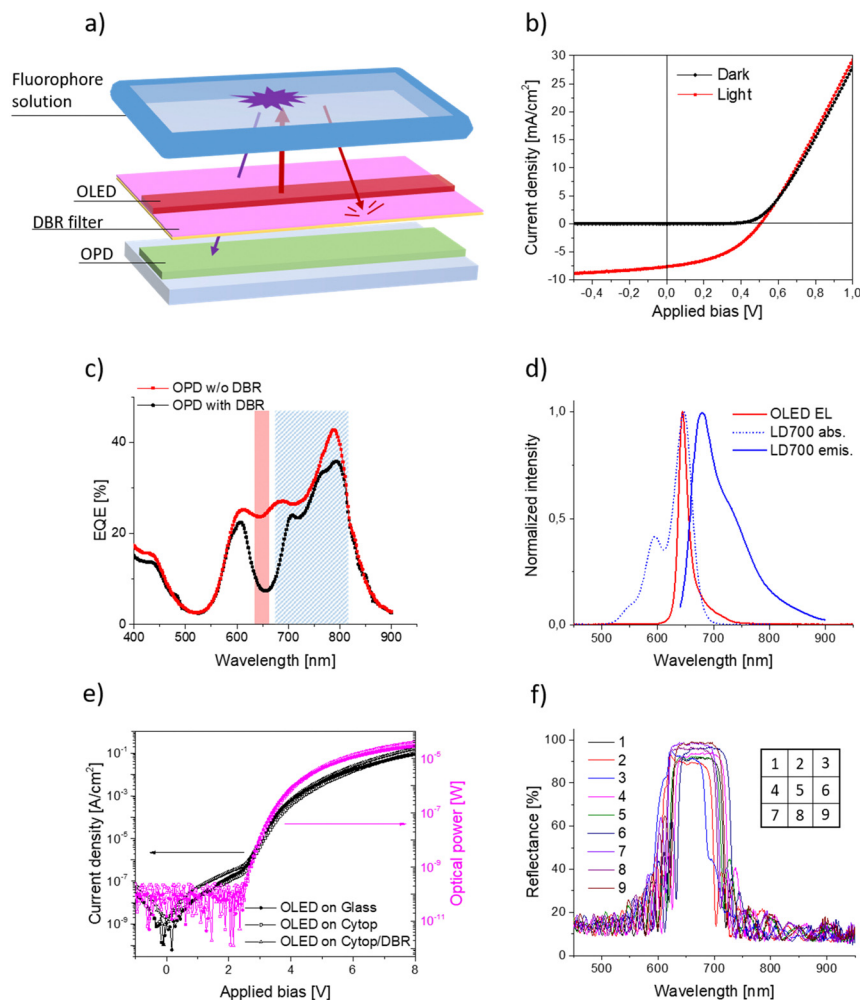 a)
Fluorophore
solution
OLED
DBR filter
OPD
b)
Dark
Light
Current density [mA/cm²]
30
25
20
15
10
5
0
-5
-10
-0,4
-0,2
0,0
0,2
0,4
0,6
0,8
1,0
Applied bias [V]
c)
OPD w/o DBR
OPD with DBR
EQE [%]
40
20
0
400
500
600
700
800
900
Wavelength [nm]
d)
OLED EL
LD700 abs.
LD700 emis.
Normalized intensity
1,0
0,5
0,0
500
600
700
800
900
Wavelength [nm]
e)
Current density [A/cm²]
10⁻¹
10⁻³
10⁻⁵
10⁻⁷
10⁻⁹
Optical power [W]
10⁻⁵
10⁻⁷
10⁻⁹
10⁻¹¹
OLED on Glass
OLED on Cytop
OLED on Cytop/DBR
0
2
4
6
8
Applied bias [V]
f)
Reflectance [%]
100
80
60
40
20
0
1
2
3
4
5
6
7
8
9
1 2 3
4 5 6
7 8 9
500
600
700
800
900
Wavelength [nm]